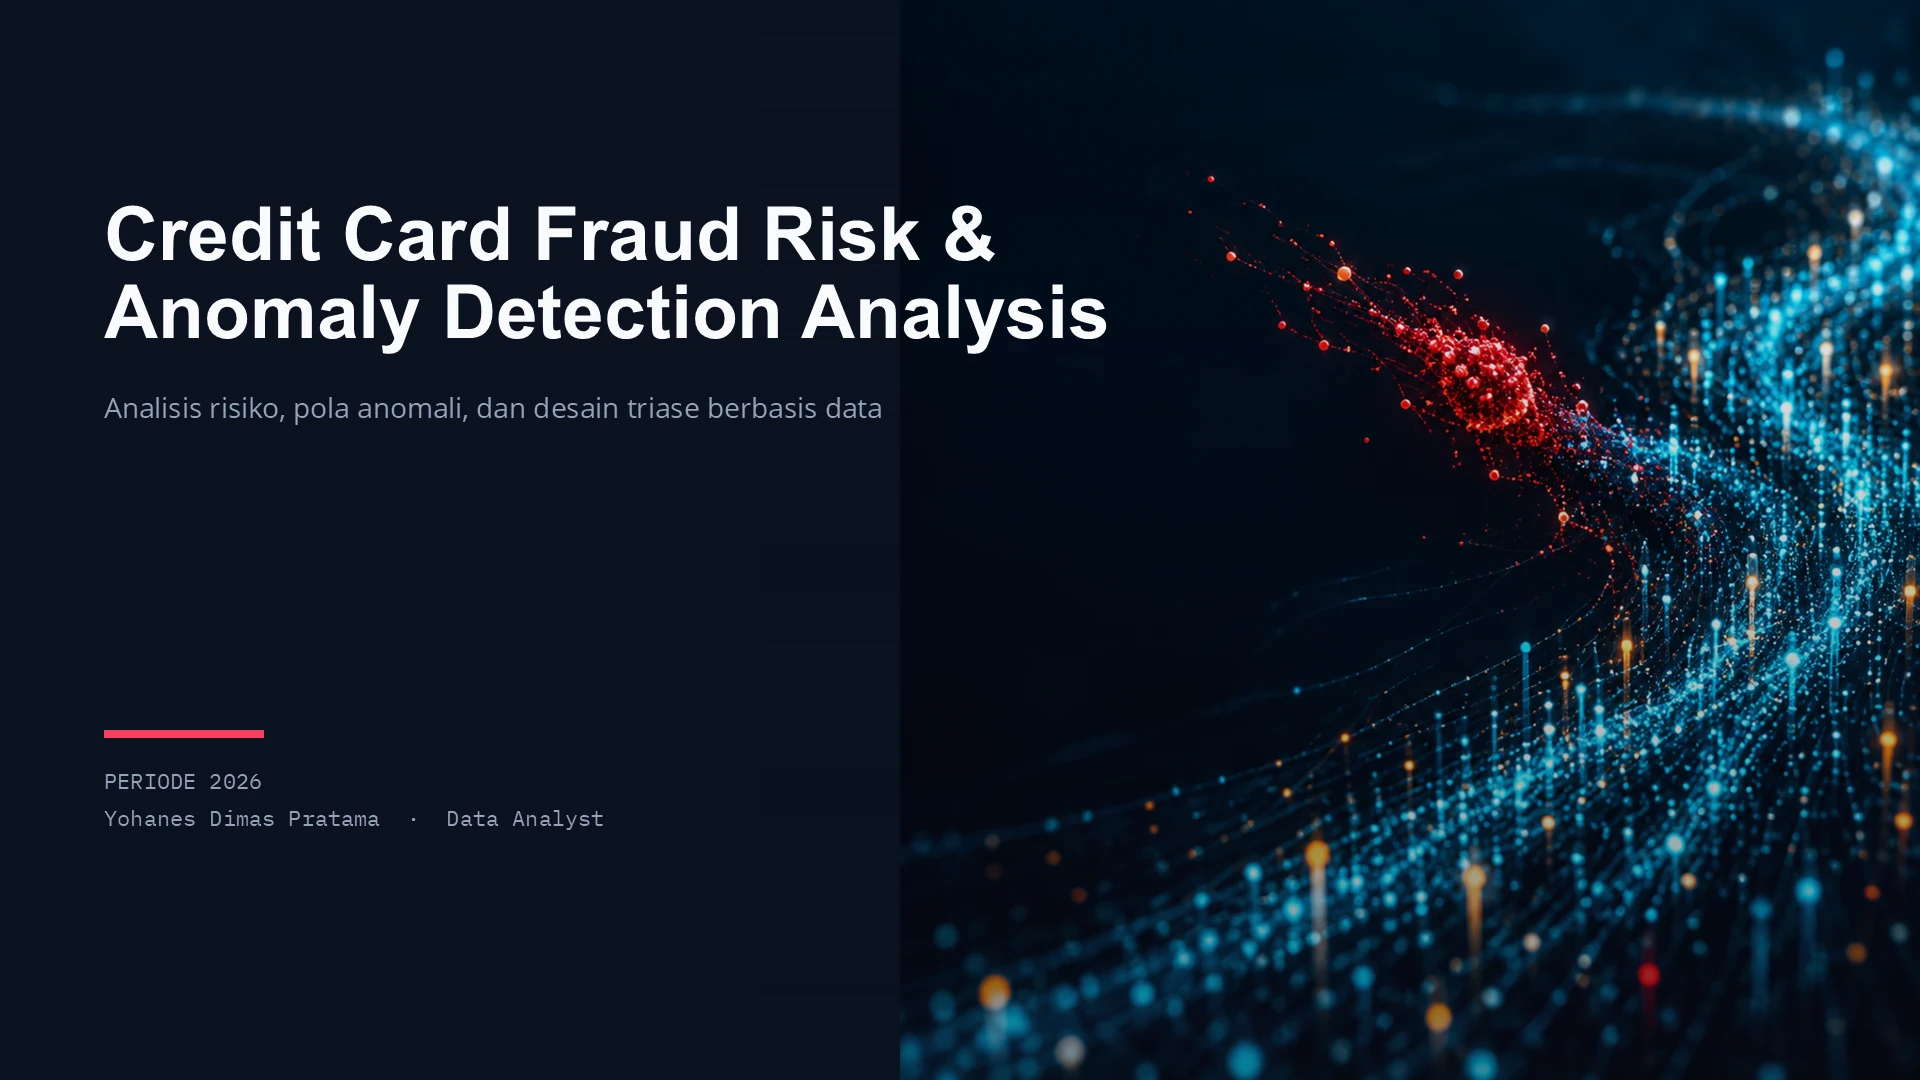 Credit Card Fraud Risk &
Anomaly Detection Analysis
Analisis risiko, pola anomali, dan desain triase berbasis data
PERIODE 2026
Yohanes Dimas Pratama · Data Analyst